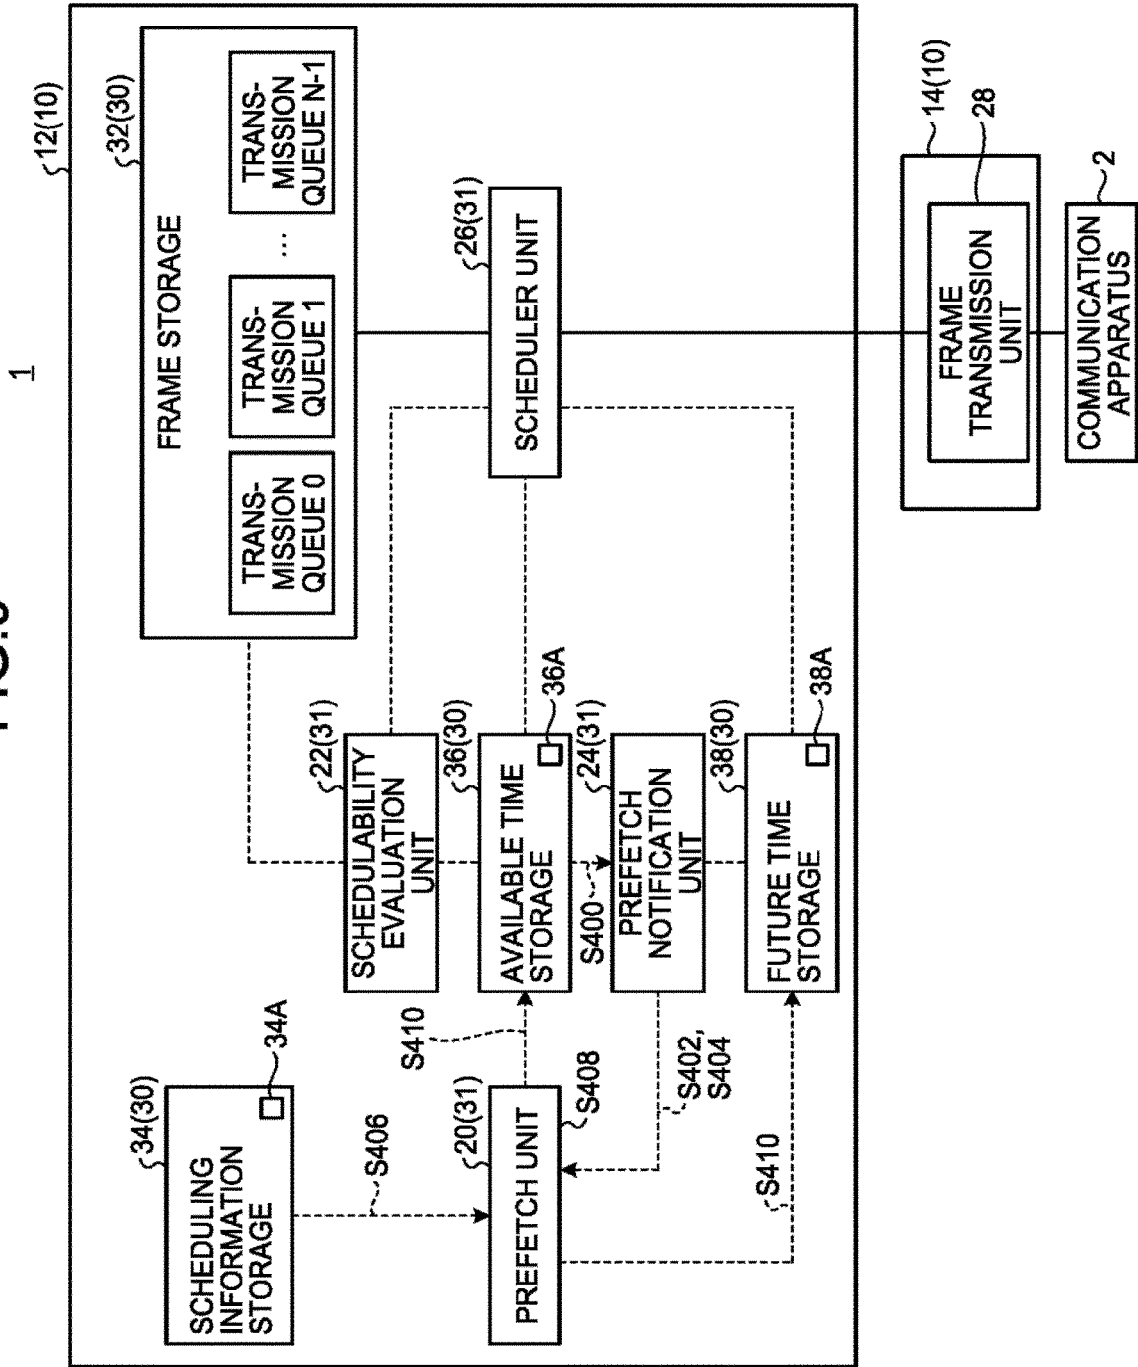 1
12(10)
32(30)
FRAME STORAGE
TRANS-
MISSION
QUEUE 0
TRANS-
MISSION
QUEUE 1
...
TRANS-
MISSION
QUEUE N-1
34(30)
SCHEDULING
INFORMATION
STORAGE
34A
S406
20(31)
PREFETCH UNIT
S408
S410
S402,
S404
S410
22(31)
SCHEDULABILITY
EVALUATION
UNIT
36(30)
AVAILABLE TIME
STORAGE
36A
S400
24(31)
PREFETCH
NOTIFICATION
UNIT
38(30)
FUTURE TIME
STORAGE
38A
26(31)
SCHEDULER UNIT
14(10)
28
FRAME
TRANSMISSION
UNIT
2
COMMUNICATION
APPARATUS